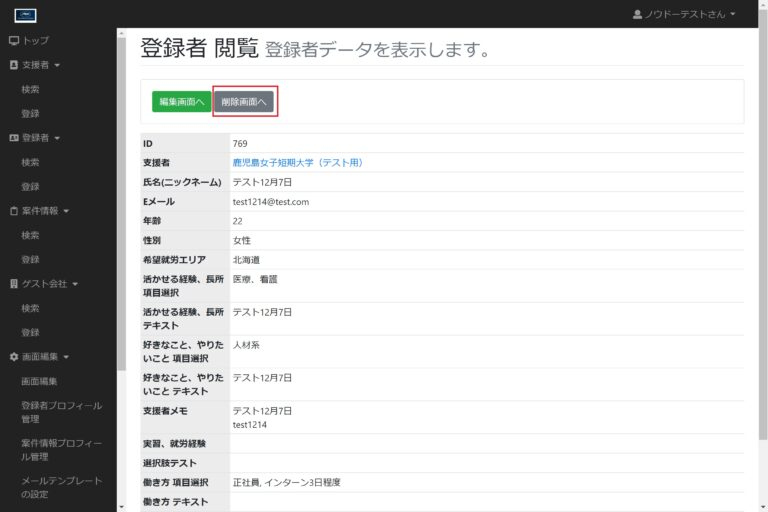 ノウドーテストさん
トップ
支援者
検索
登録
登録者
検索
登録
案件情報
検索
登録
ゲスト会社
検索
登録
画面編集
画面編集
登録者プロフィール
管理
案件情報プロフィー
ル管理
メールテンプレート
の設定
登録者 閲覧 登録者データを表示します。
編集画面へ 削除画面へ
ID 769
支援者 鹿児島女子短期大学（テスト用）
氏名(ニックネーム) テスト12月7日
Eメール test1214@test.com
年齢 22
性別 女性
希望就労エリア 北海道
活かせる経験、長所 医療、看護
項目選択
活かせる経験、長所 テスト12月7日
テキスト
好きなこと、やりた 人材系
いこと 項目選択
好きなこと、やりた テスト12月7日
いこと テキスト
支援者メモ テスト12月7日
test1214
実習、就労経験
選択肢テスト
働き方 項目選択 正社員, インターン3日程度
働き方 テキスト